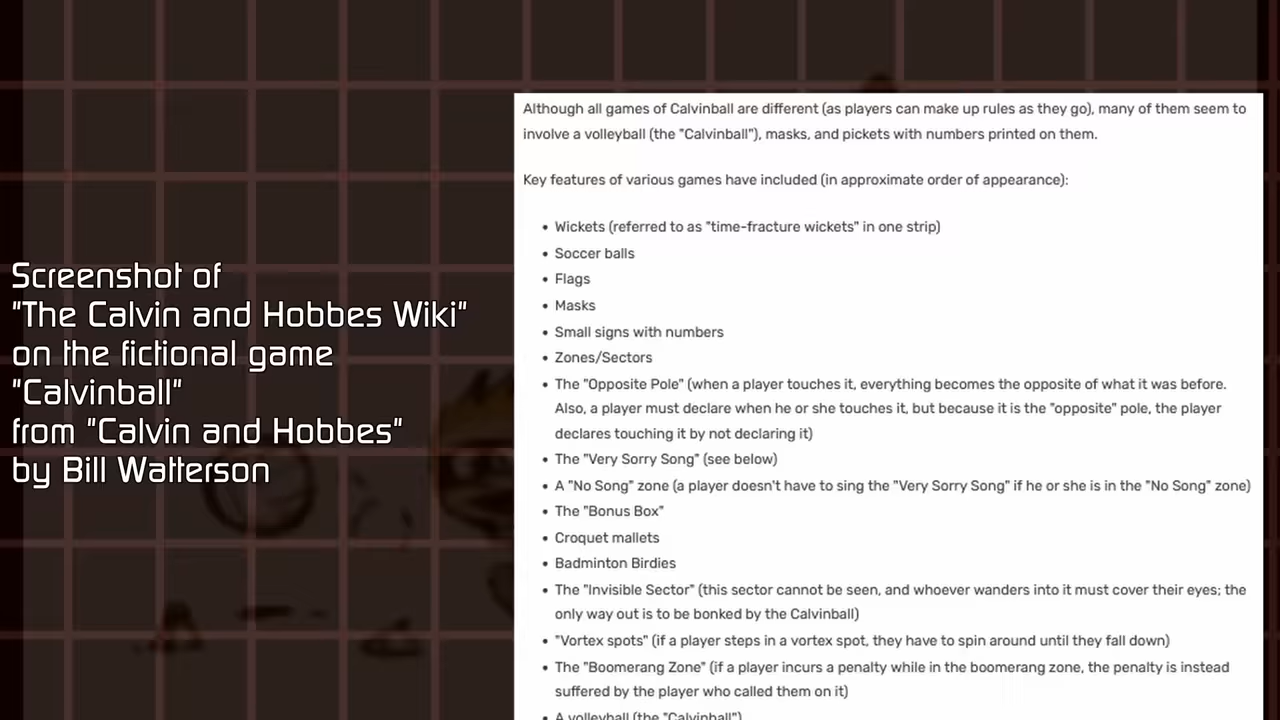 Screenshot of
"The Calvin and Hobbes Wiki"
on the fictional game
"Calvinball"
from "Calvin and Hobbes"
by Bill Watterson
Although all games of Calvinball are different (as players can make up rules as they go), many of them seem to
involve a volleyball (the "Calvinball"), masks, and pickets with numbers printed on them.
Key features of various games have included (in approximate order of appearance):
• Wickets (referred to as "time-fracture wickets" in one strip)
• Soccer balls
• Flags
• Masks
• Small signs with numbers
• Zones/Sectors
• The "Opposite Pole" (when a player touches it, everything becomes the opposite of what it was before.
Also, a player must declare when he or she touches it, but because it is the "opposite" pole, the player
declares touching it by not declaring it)
• The "Very Sorry Song" (see below)
• A "No Song" zone (a player doesn't have to sing the "Very Sorry Song" if he or she is in the "No Song" zone)
• The "Bonus Box"
• Croquet mallets
• Badminton Birdies
• The "Invisible Sector" (this sector cannot be seen, and whoever wanders into it must cover their eyes; the
only way out is to be bonked by the Calvinball)
• "Vortex spots" (if a player steps in a vortex spot, they have to spin around until they fall down)
• The "Boomerang Zone" (if a player incurs a penalty while in the boomerang zone, the penalty is instead
suffered by the player who called them on it)
• A volleyball (the "Calvinball")